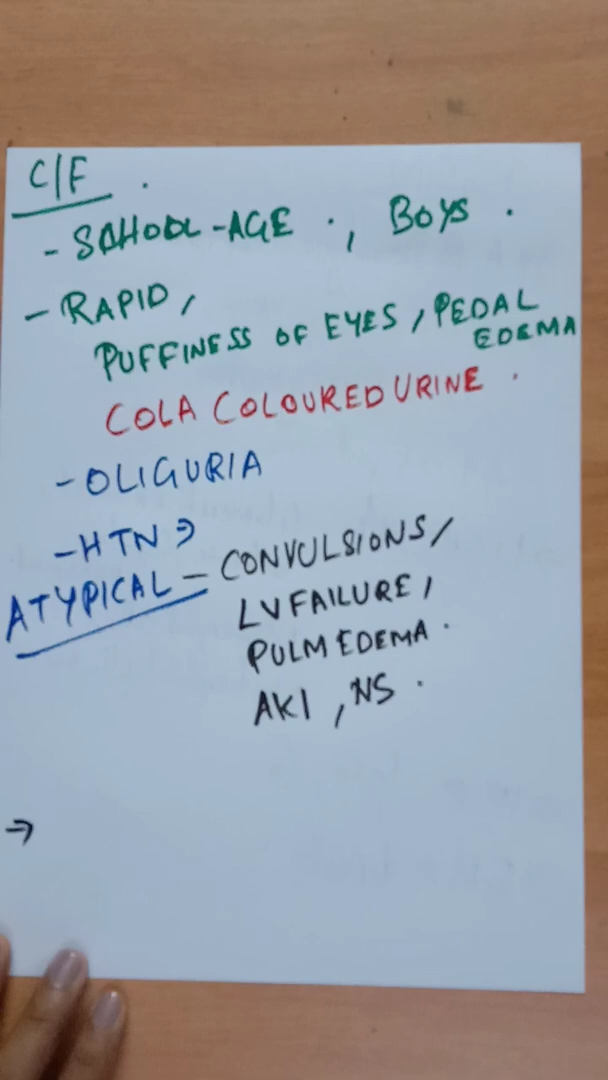 C/F .
- SCHOOL-AGE . , BOYS .
- RAPID ,
PUFFINESS OF EYES , PEDAL
EDEMA
COLA COLOURED URINE .
- OLIGURIA
- HTN →
ATYPICAL - CONVULSIONS /
LV FAILURE ,
PULM EDEMA .
AKI , NS .
→